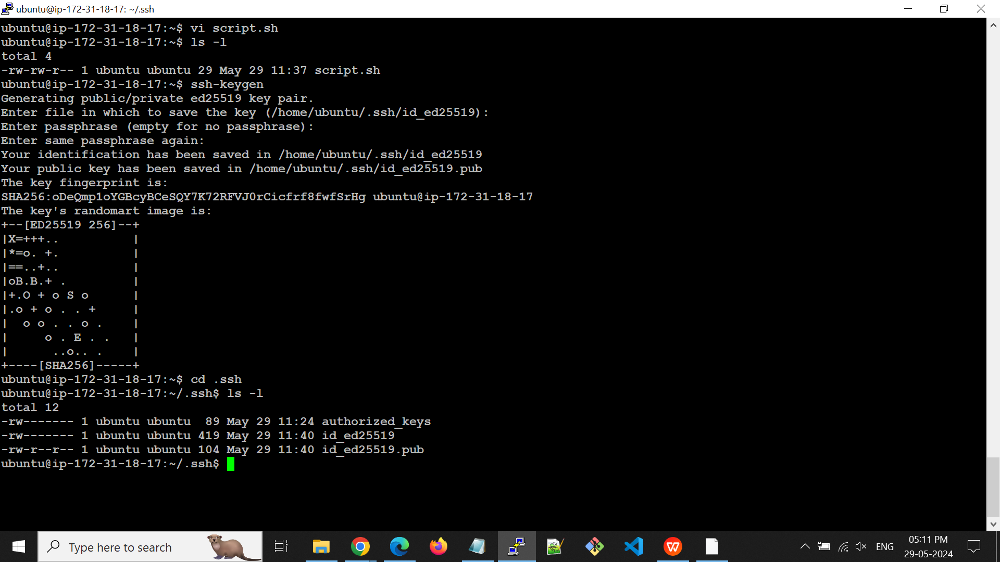 ubuntu@ip-172-31-18-17: ~/.ssh
ubuntu@ip-172-31-18-17:~$ vi script.sh
ubuntu@ip-172-31-18-17:~$ ls -l
total 4
-rw-rw-r-- 1 ubuntu ubuntu 29 May 29 11:37 script.sh
ubuntu@ip-172-31-18-17:~$ ssh-keygen
Generating public/private ed25519 key pair.
Enter file in which to save the key (/home/ubuntu/.ssh/id_ed25519):
Enter passphrase (empty for no passphrase):
Enter same passphrase again:
Your identification has been saved in /home/ubuntu/.ssh/id_ed25519
Your public key has been saved in /home/ubuntu/.ssh/id_ed25519.pub
The key fingerprint is:
SHA256:oDeQmp1oYGBcyBCeSQY7K72RFVJ0rCicfrf8fwfSrHg ubuntu@ip-172-31-18-17
The key's randomart image is:
+--[ED25519 256]--+
|X=+++..          |
|*=o. +.          |
|==..+..          |
|oB.B.+ .         |
|+.O + o S o      |
|.o + o . . +     |
|  o o . . o .    |
|     o . E . .   |
|      ..o.. .    |
+----[SHA256]-----+
ubuntu@ip-172-31-18-17:~$ cd .ssh
ubuntu@ip-172-31-18-17:~/.ssh$ ls -l
total 12
-rw------- 1 ubuntu ubuntu  89 May 29 11:24 authorized_keys
-rw------- 1 ubuntu ubuntu 419 May 29 11:40 id_ed25519
-rw-r--r-- 1 ubuntu ubuntu 104 May 29 11:40 id_ed25519.pub
ubuntu@ip-172-31-18-17:~/.ssh$
Type here to search
ENG
05:11 PM
29-05-2024